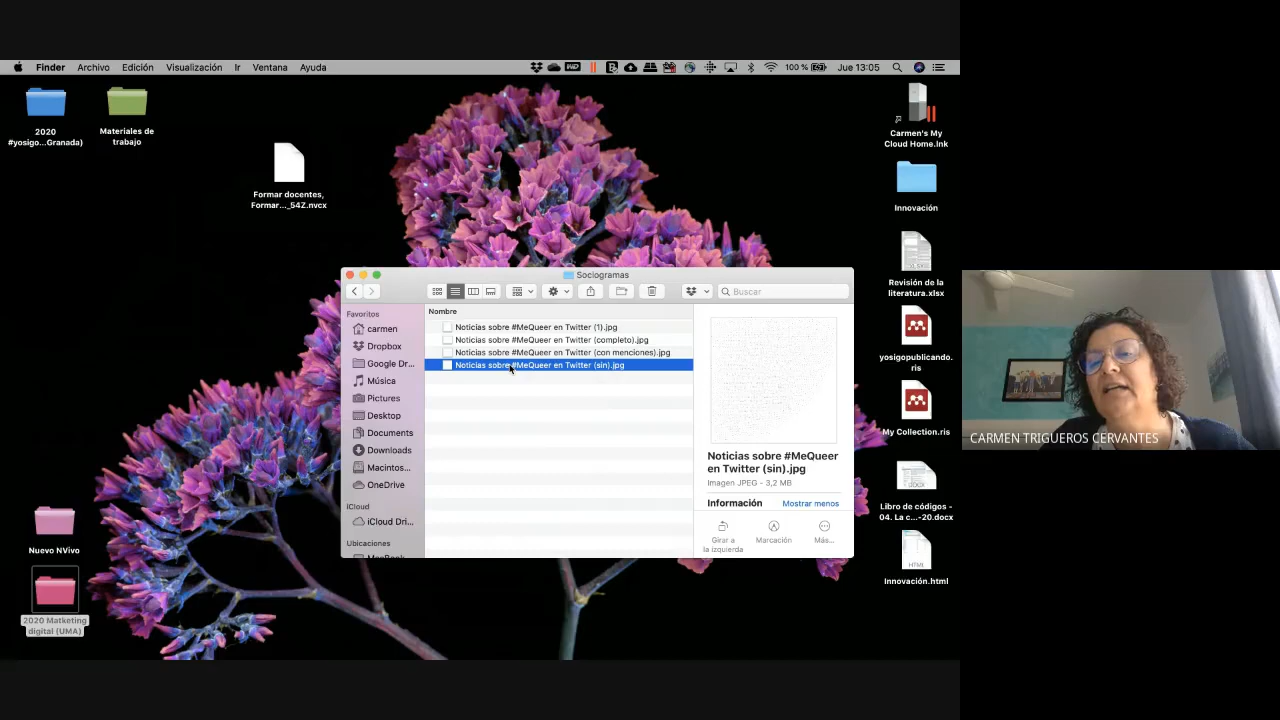 Finder Archivo Edición Visualización Ir Ventana Ayuda
100 % Jue 13:05
2020
#yosigo...Granada)
Materiales de
trabajo
Formar docentes,
Formar..._54Z.nvcx
Carmen's My
Cloud Home.lnk
Innovación
XLSX
Revisión de la
literatura.xlsx
yosigopublicando.
ris
My Collection.ris
DOCX
Libro de códigos -
04. La c...-20.docx
HTML
Innovación.html
Nuevo NVivo
2020 Matketing
digital (UMA)
Sociogramas
Buscar
Favoritos
carmen
Dropbox
Google Dr...
Música
Pictures
Desktop
Documents
Downloads
Macintos...
OneDrive
iCloud
iCloud Dri...
Ubicaciones
Nombre
Noticias sobre #MeQueer en Twitter (1).jpg
Noticias sobre #MeQueer en Twitter (completo).jpg
Noticias sobre #MeQueer en Twitter (con menciones).jpg
Noticias sobre #MeQueer en Twitter (sin).jpg
Noticias sobre #MeQueer
en Twitter (sin).jpg
Imagen JPEG - 3,2 MB
Información Mostrar menos
Girar a
la izquierda
Marcación
Más...
CARMEN TRIGUEROS CERVANTES